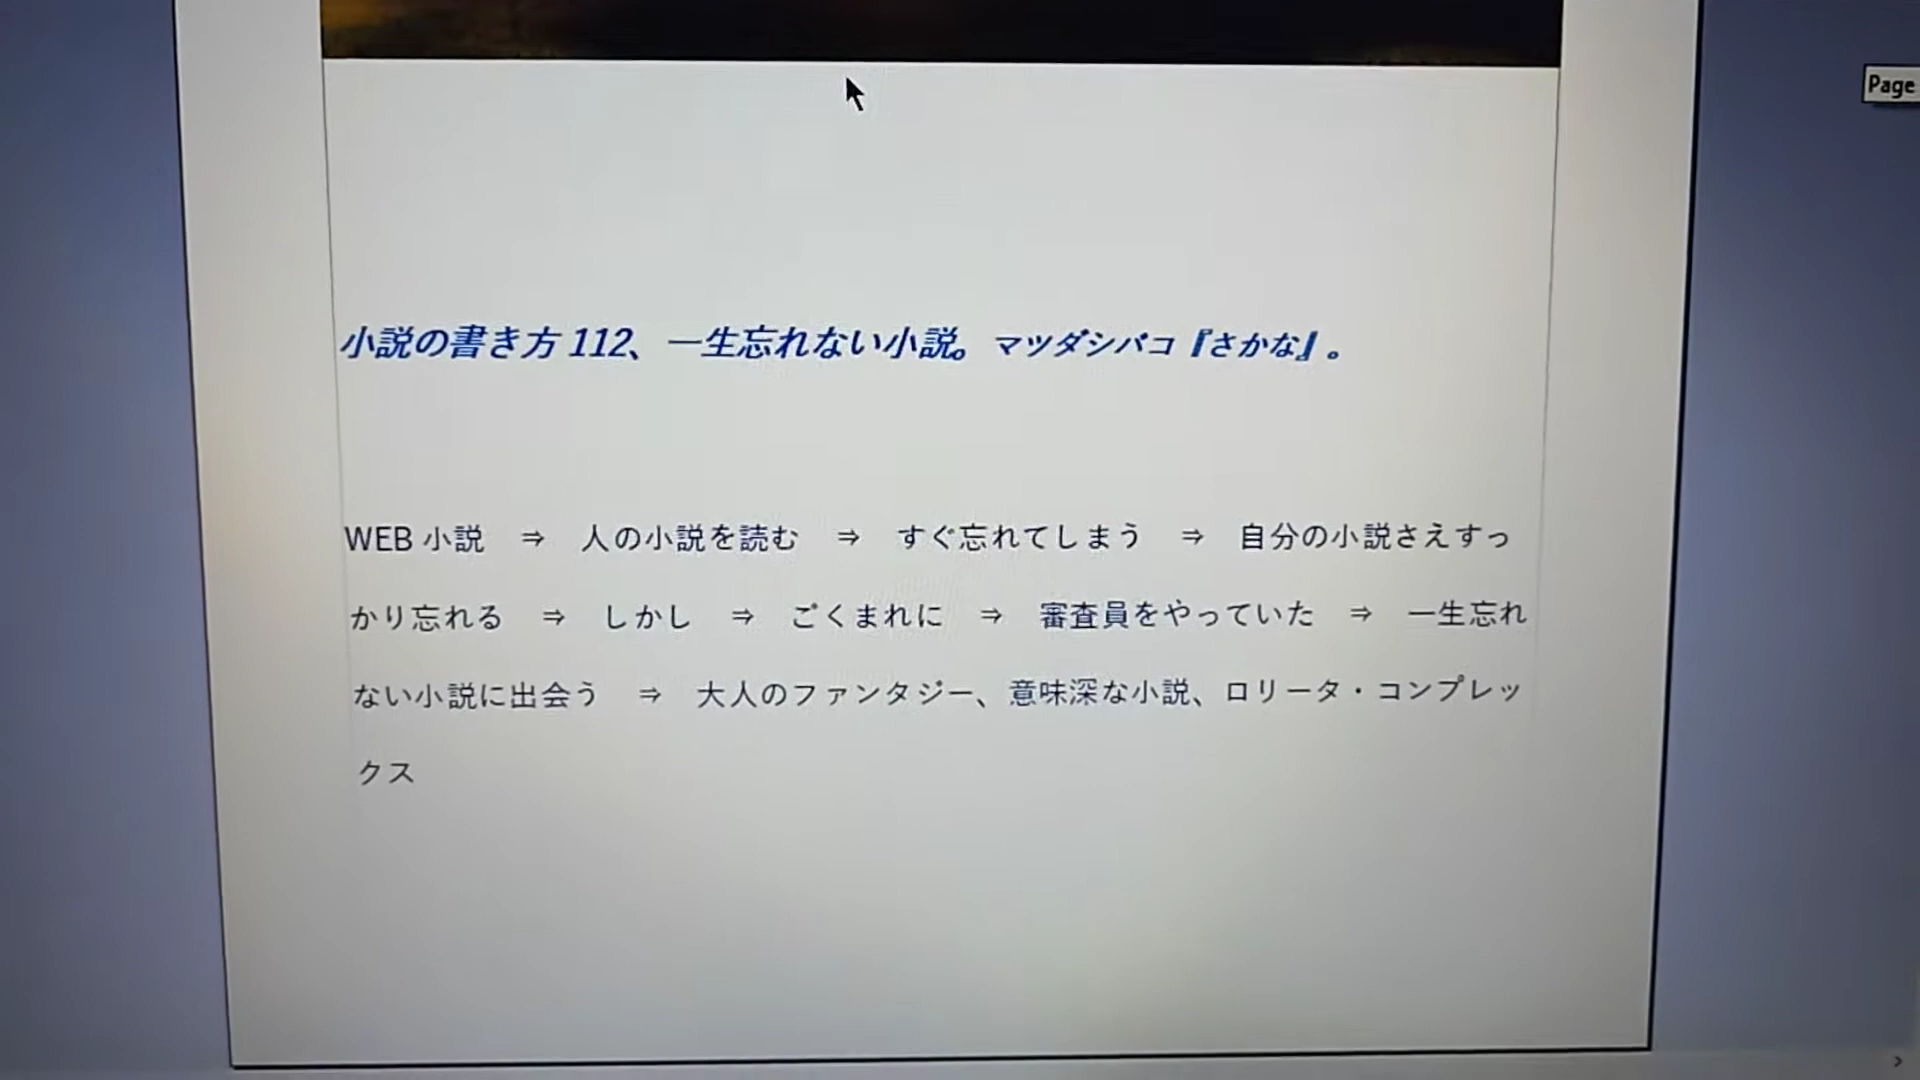 Page
小説の書き方 112、一生忘れない小説。マツダシバコ『さかな』。
WEB 小説　⇒　人の小説を読む　⇒　すぐ忘れてしまう　⇒　自分の小説さえすっ
かり忘れる　⇒　しかし　⇒　ごくまれに　⇒　審査員をやっていた　⇒　一生忘れ
ない小説に出会う　⇒　大人のファンタジー、意味深な小説、ロリータ・コンプレッ
クス